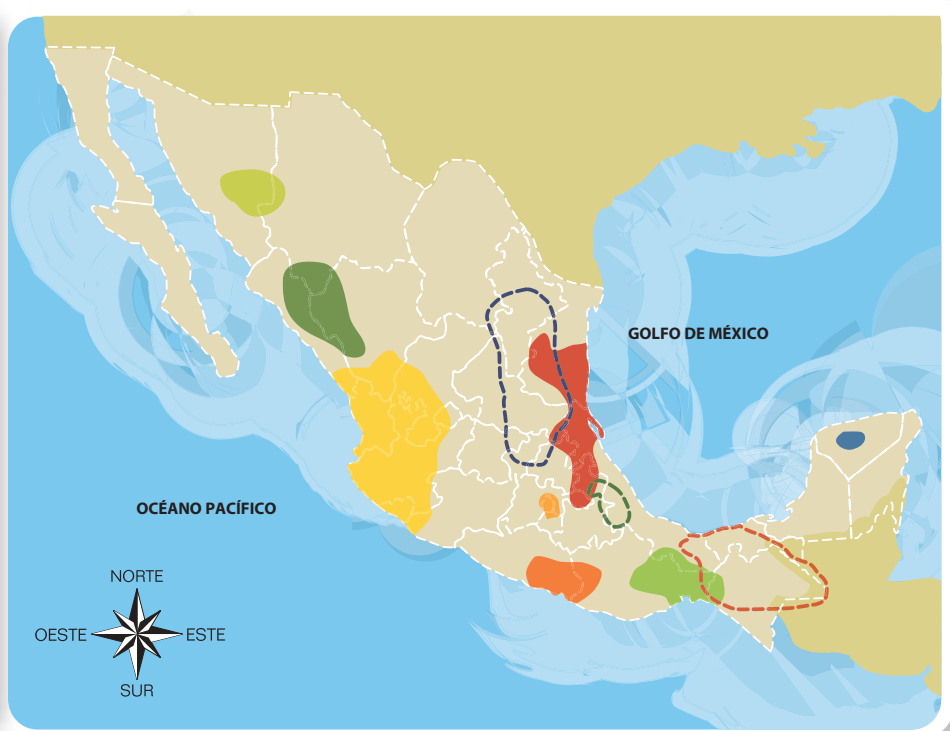 GOLFO DE MÉXICO
OCÉANO PACÍFICO
NORTE
OESTE
ESTE
SUR